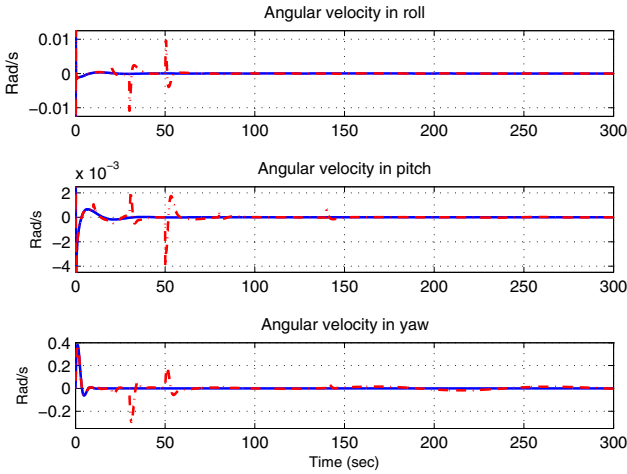 Angular velocity in roll
0.01
0
−0.01
Rad/s
0 50 100 150 200 250 300
x 10⁻³
Angular velocity in pitch
2
0
−2
−4
Rad/s
0 50 100 150 200 250 300
Angular velocity in yaw
0.4
0.2
0
−0.2
Rad/s
0 50 100 150 200 250 300
Time (sec)